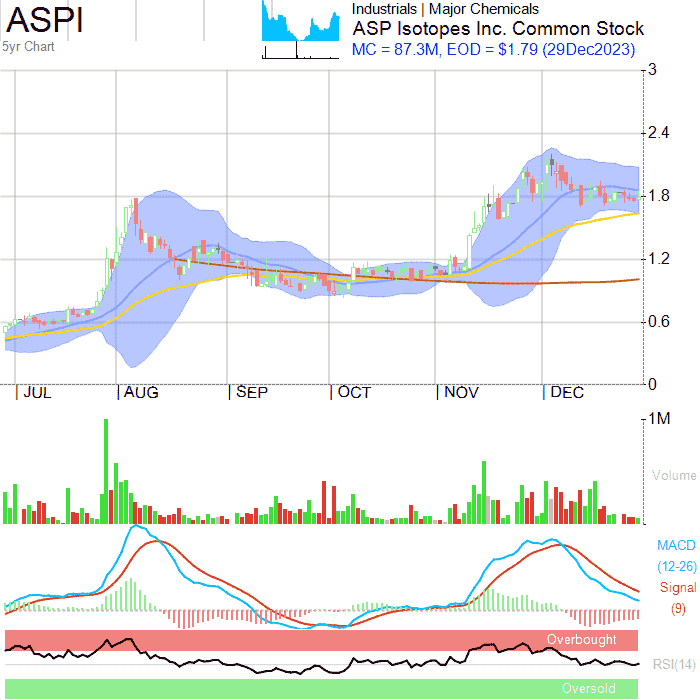 ASPI
5yr Chart
Industrials | Major Chemicals
ASP Isotopes Inc. Common Stock
MC = 87.3M, EOD = $1.79 (29Dec2023)
3
2.4
1.8
1.2
0.6
0
JUL AUG SEP OCT NOV DEC
1M
Volume
MACD
(12-26)
Signal
(9)
Overbought
RSI(14)
Oversold